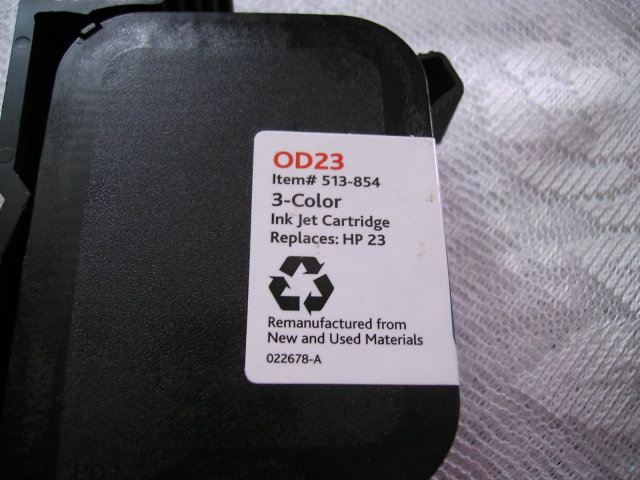 OD23
Item# 513-854
3-Color
Ink Jet Cartridge
Replaces: HP 23
Remanufactured from
New and Used Materials
022678-A